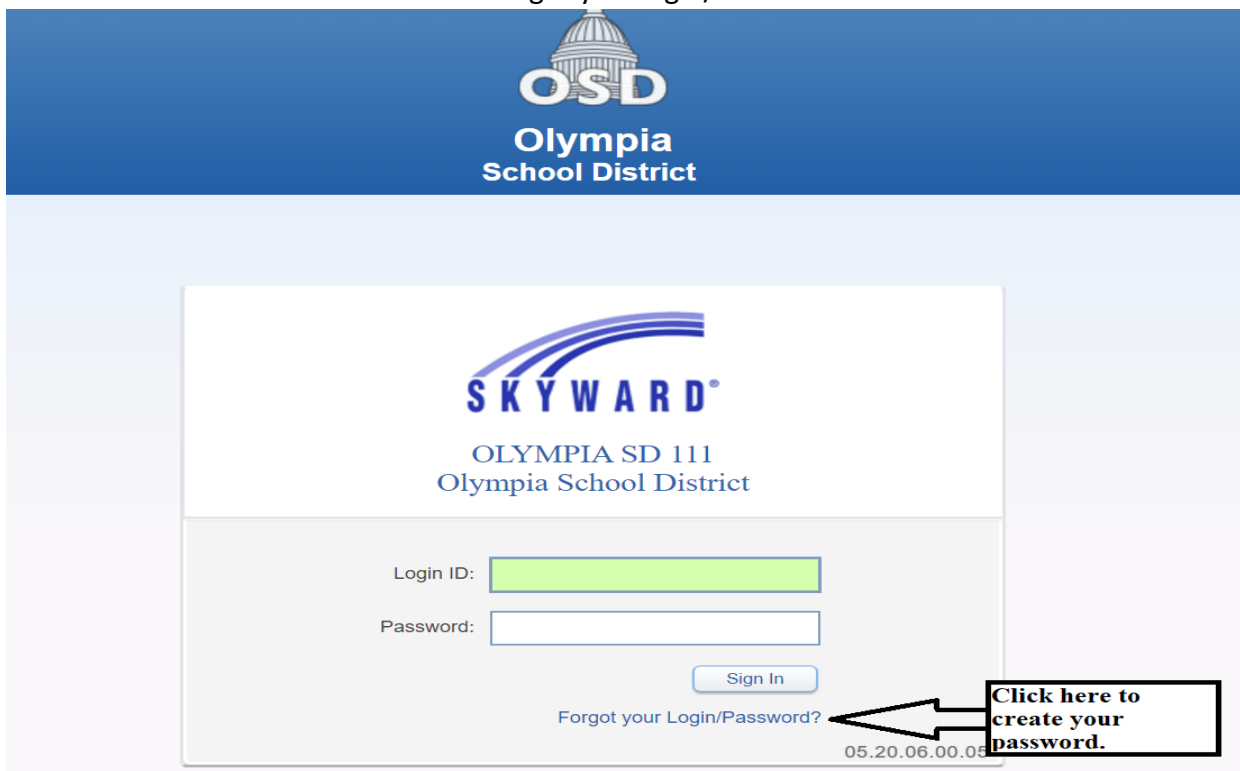 OSD
Olympia
School District
SKYWARD®
OLYMPIA SD 111
Olympia School District
Login ID:
Password:
Sign In
Forgot your Login/Password?
Click here to
create your
password.
05.20.06.00.05